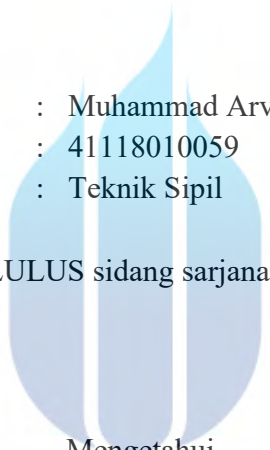 : Muhammad Arv
: 41118010059
: Teknik Sipil
LULUS sidang sarjana
Mengetahui